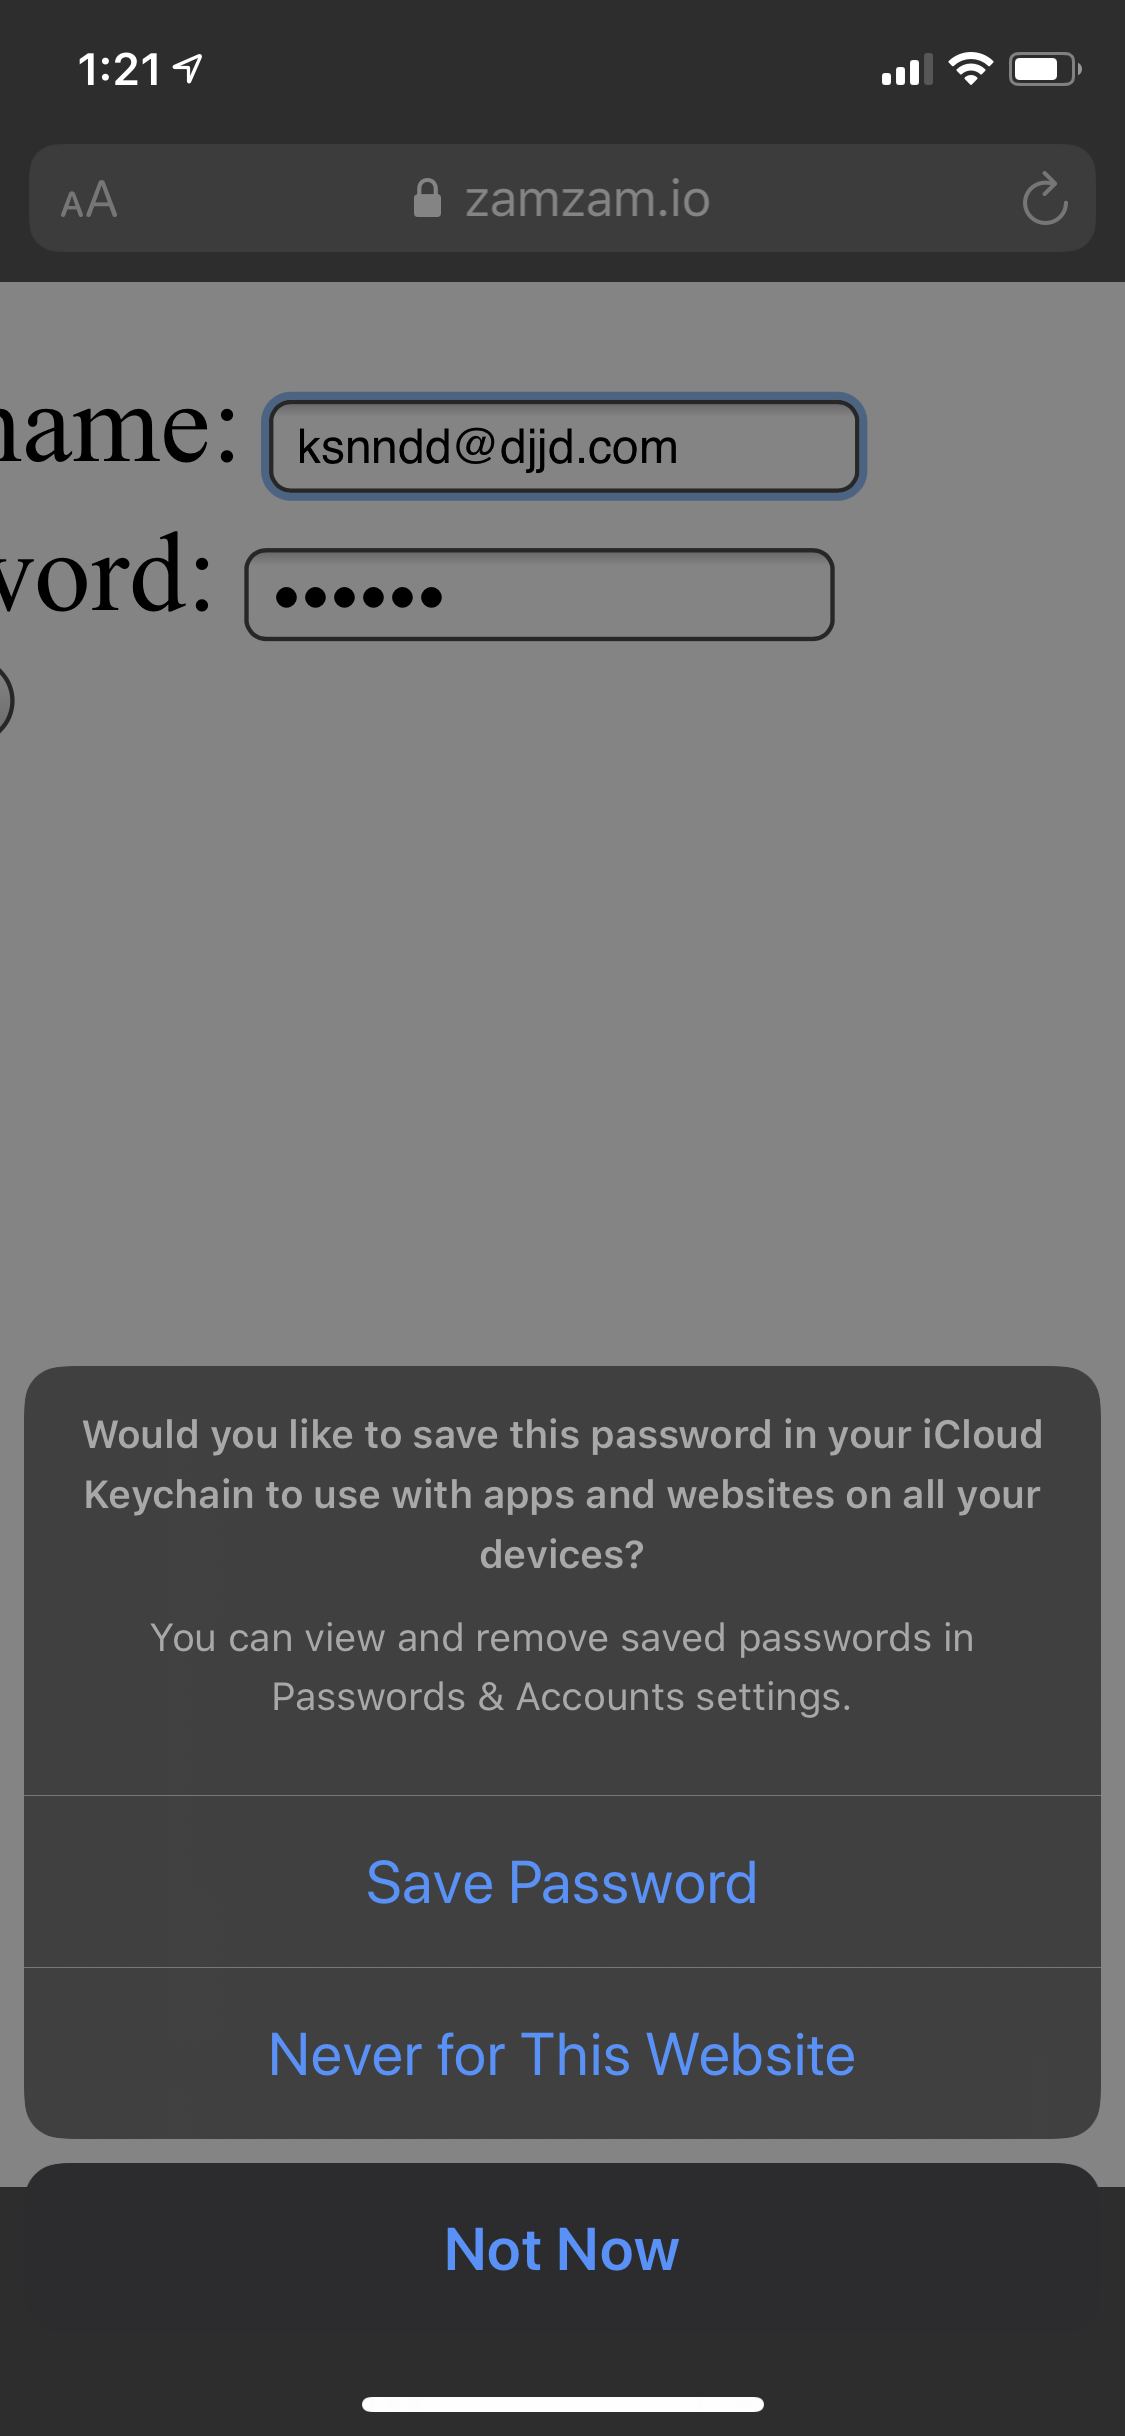 1:21
AA zamzam.io
name: ksnndd@djjd.com
word: ••••••
Would you like to save this password in your iCloud
Keychain to use with apps and websites on all your
devices?
You can view and remove saved passwords in
Passwords & Accounts settings.
Save Password
Never for This Website
Not Now